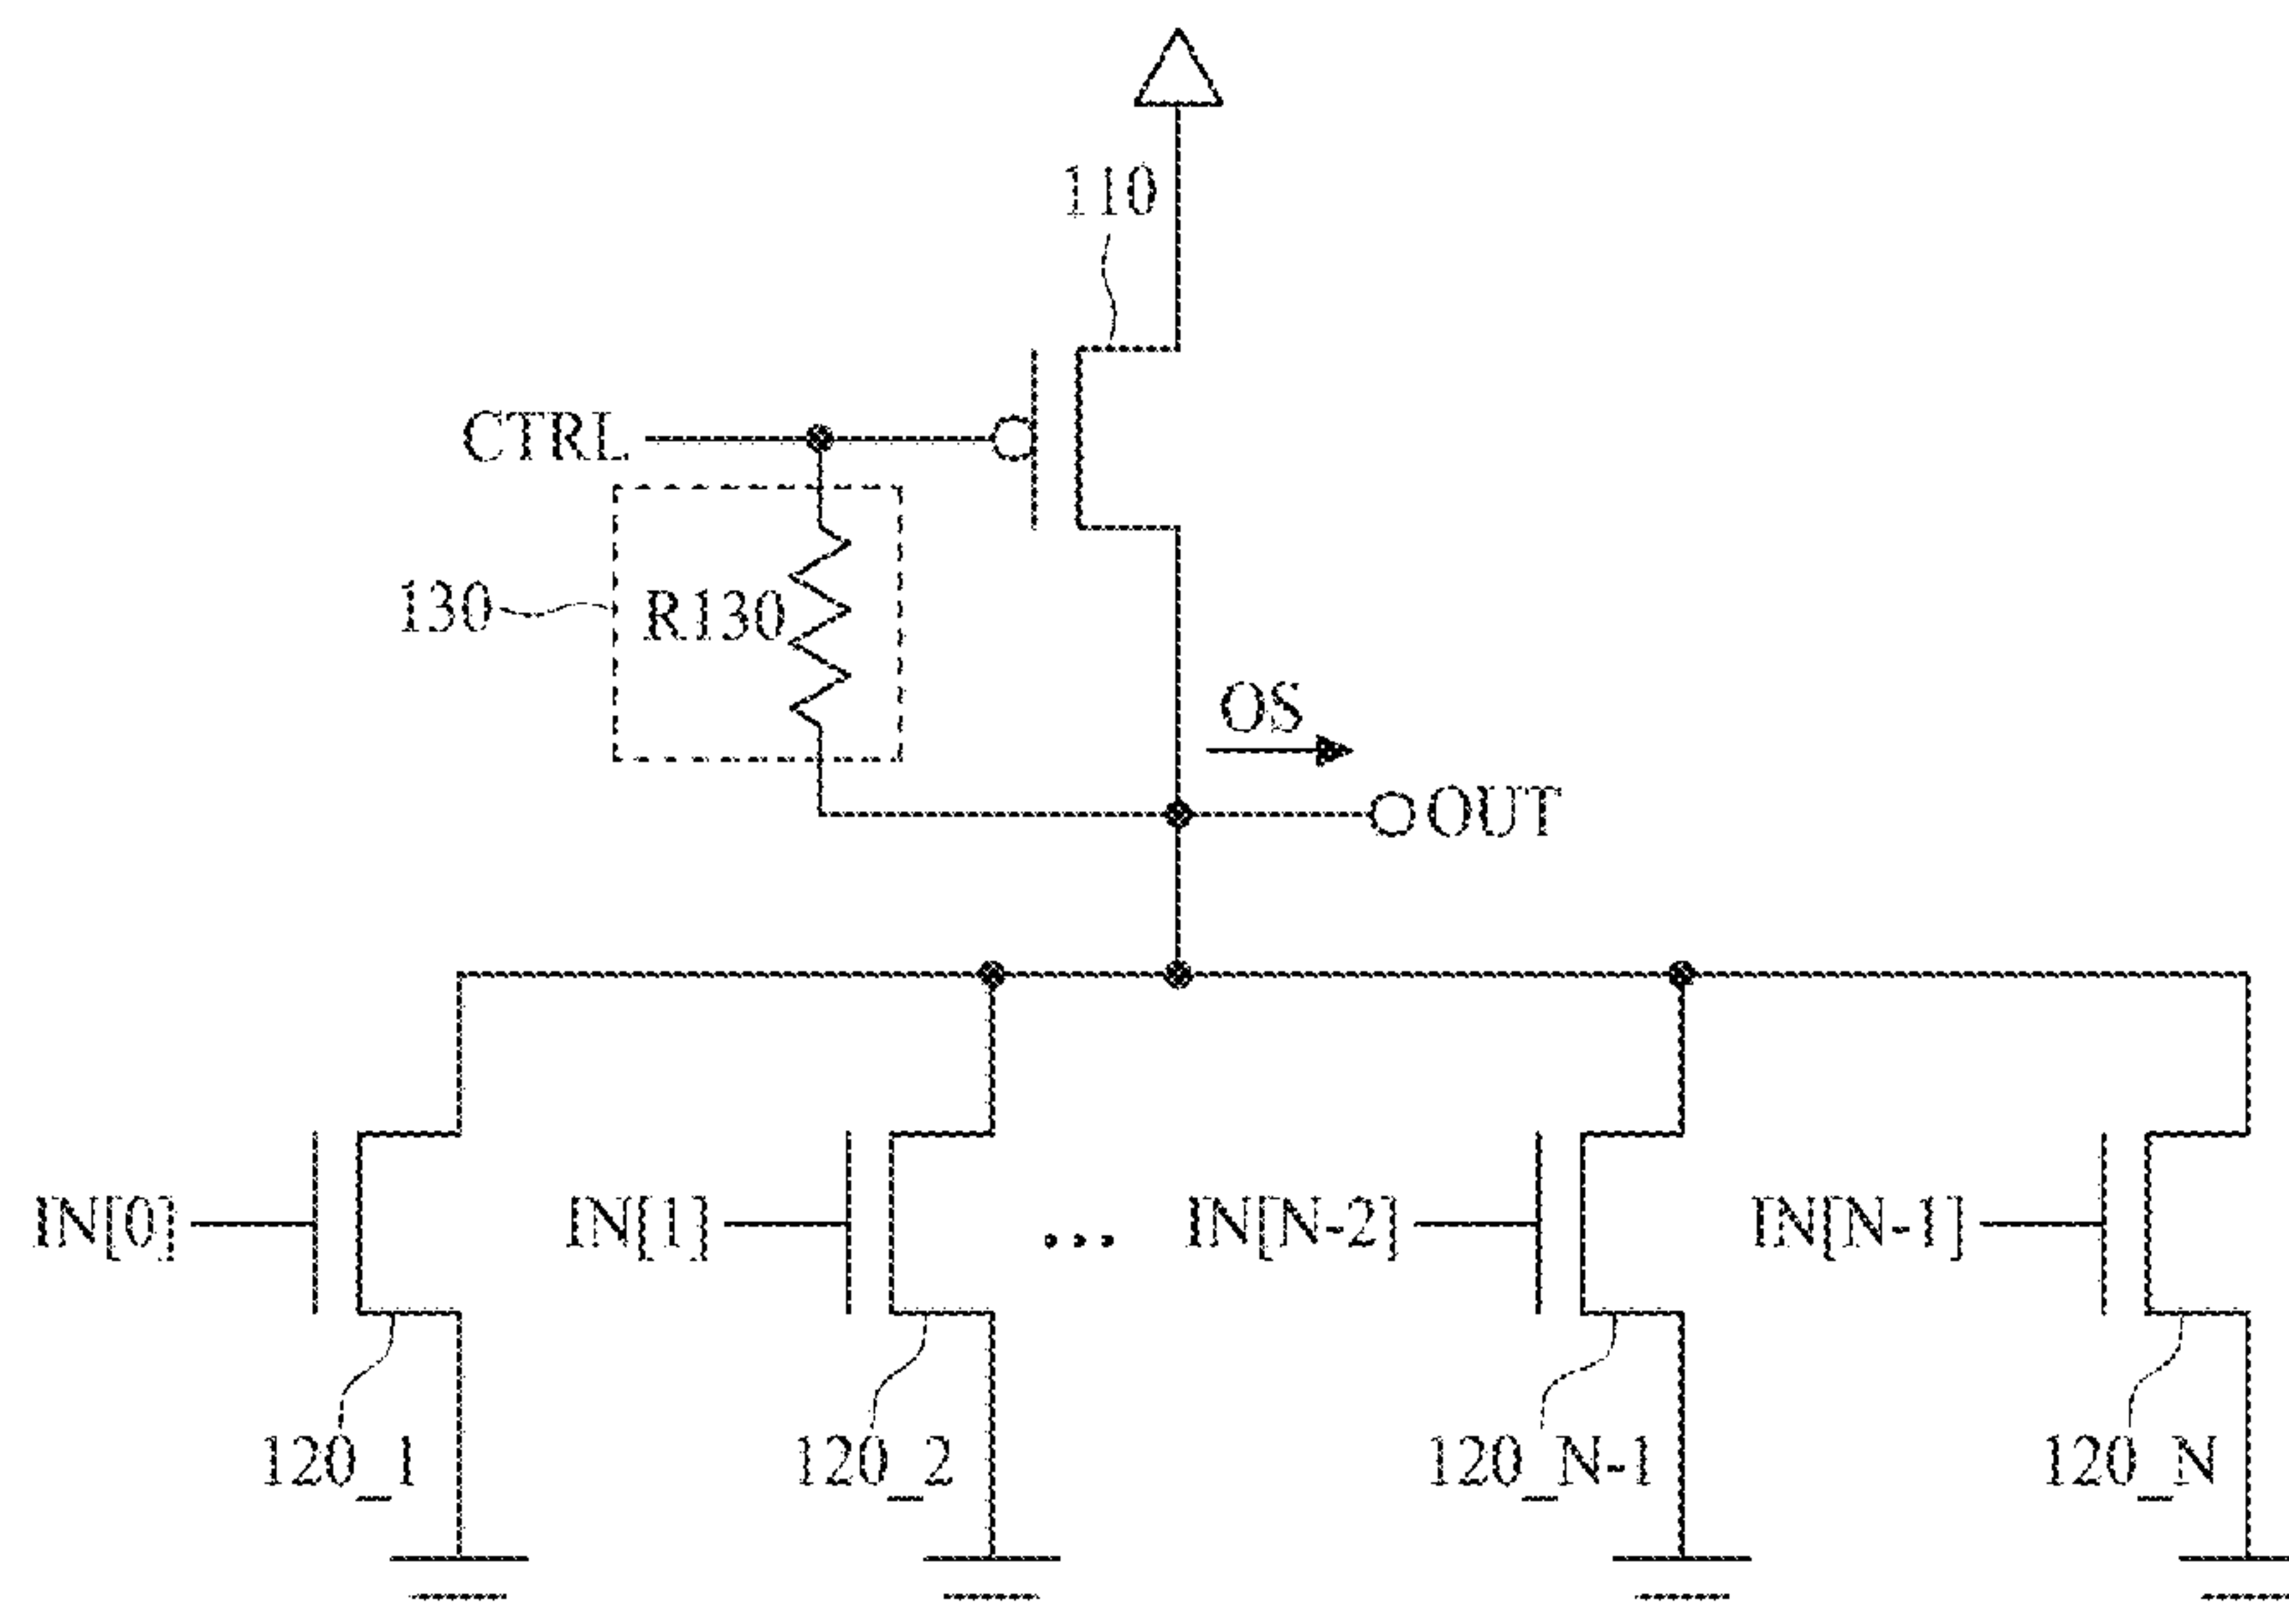 110
CTRL
130
R130
OS
OUT
IN[0]
IN[1]
...
IN[N-2]
IN[N-1]
120_1
120_2
120_N-1
120_N